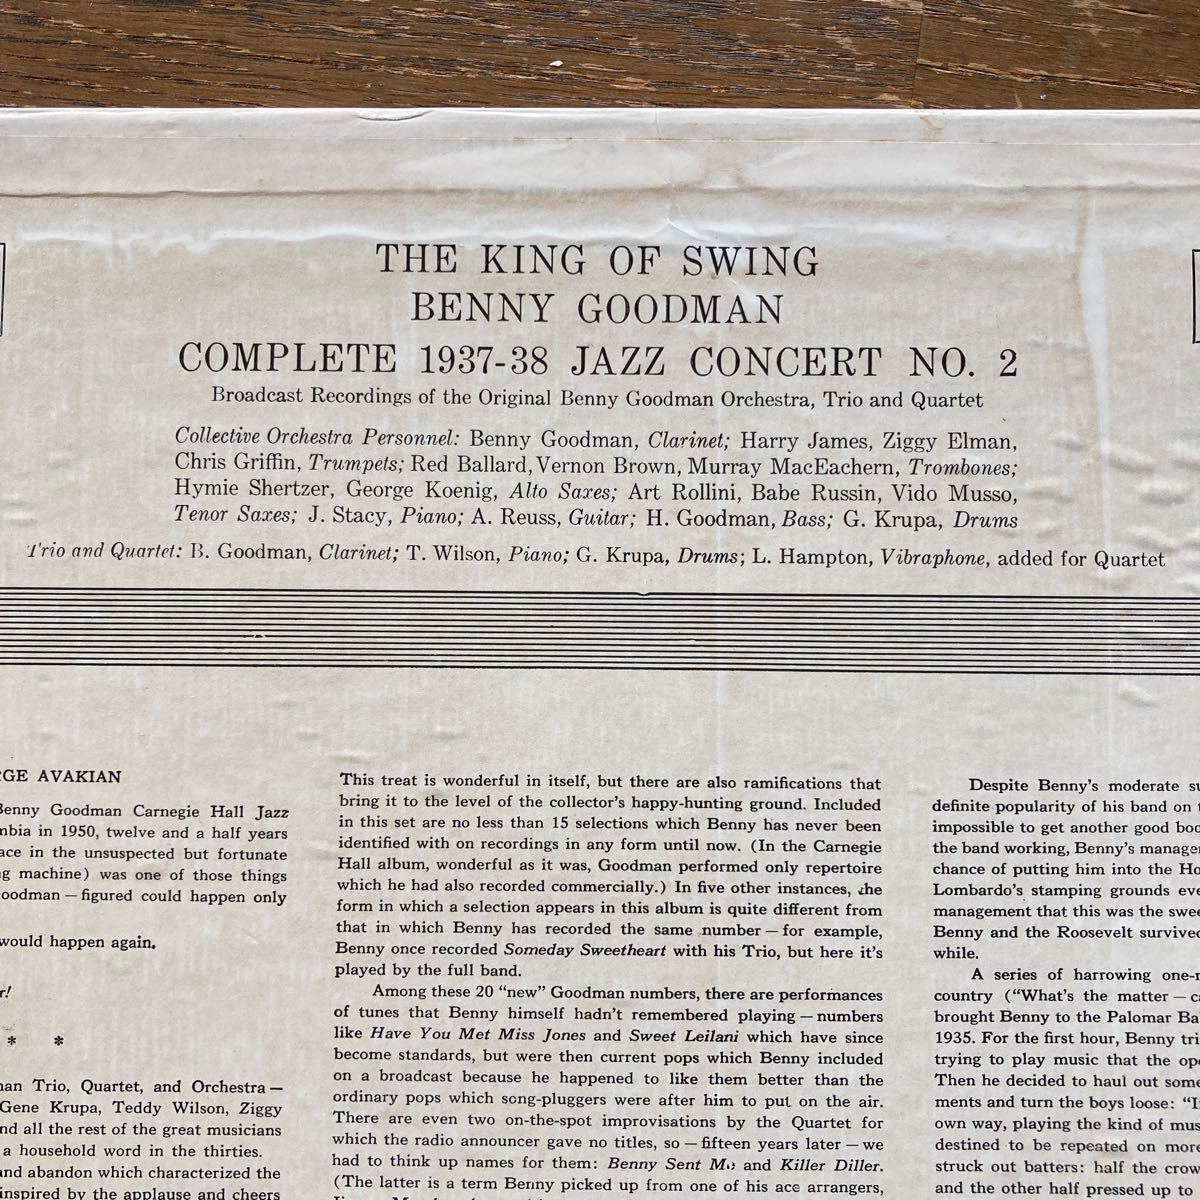 THE KING OF SWING
BENNY GOODMAN
COMPLETE 1937-38 JAZZ CONCERT NO. 2
Broadcast Recordings of the Original Benny Goodman Orchestra, Trio and Quartet
Collective Orchestra Personnel: Benny Goodman, Clarinet; Harry James, Ziggy Elman,
Chris Griffin, Trumpets; Red Ballard, Vernon Brown, Murray MacEachern, Trombones;
Hymie Shertzer, George Koenig, Alto Saxes; Art Rollini, Babe Russin, Vido Musso,
Tenor Saxes; J. Stacy, Piano; A. Reuss, Guitar; H. Goodman, Bass; G. Krupa, Drums
Trio and Quartet: B. Goodman, Clarinet; T. Wilson, Piano; G. Krupa, Drums; L. Hampton, Vibraphone, added for Quartet
GE AVAKIAN
Benny Goodman Carnegie Hall Jazz
mbia in 1950, twelve and a half years
ace in the unsuspected but fortunate
g machine) was one of those things
oodman — figured could happen only
would happen again.
r!
* *
an Trio, Quartet, and Orchestra —
Gene Krupa, Teddy Wilson, Ziggy
nd all the rest of the great musicians
a household word in the thirties.
and abandon which characterized the
inspired by the applause and cheers
This treat is wonderful in itself, but there are also ramifications that
bring it to the level of the collector's happy-hunting ground. Included
in this set are no less than 15 selections which Benny has never been
identified with on recordings in any form until now. (In the Carnegie
Hall album, wonderful as it was, Goodman performed only repertoire
which he had also recorded commercially.) In five other instances, the
form in which a selection appears in this album is quite different from
that in which Benny has recorded the same number — for example,
Benny once recorded Someday Sweetheart with his Trio, but here it's
played by the full band.
Among these 20 "new" Goodman numbers, there are performances
of tunes that Benny himself hadn't remembered playing — numbers
like Have You Met Miss Jones and Sweet Leilani which have since
become standards, but were then current pops which Benny included
on a broadcast because he happened to like them better than the
ordinary pops which song-pluggers were after him to put on the air.
There are even two on-the-spot improvisations by the Quartet for
which the radio announcer gave no titles, so — fifteen years later — we
had to think up names for them: Benny Sent Me and Killer Diller.
(The latter is a term Benny picked up from one of his ace arrangers,
Despite Benny's moderate su
definite popularity of his band on t
impossible to get another good boo
the band working, Benny's manager
chance of putting him into the Ho
Lombardo's stamping grounds eve
management that this was the swee
Benny and the Roosevelt survived
while.
A series of harrowing one-n
country ("What's the matter — ca
brought Benny to the Palomar Ba
1935. For the first hour, Benny tri
trying to play music that the ope
Then he decided to haul out some
ments and turn the boys loose: "I
own way, playing the kind of mus
destined to be repeated on more
struck out batters: half the crow
and the other half pressed up to